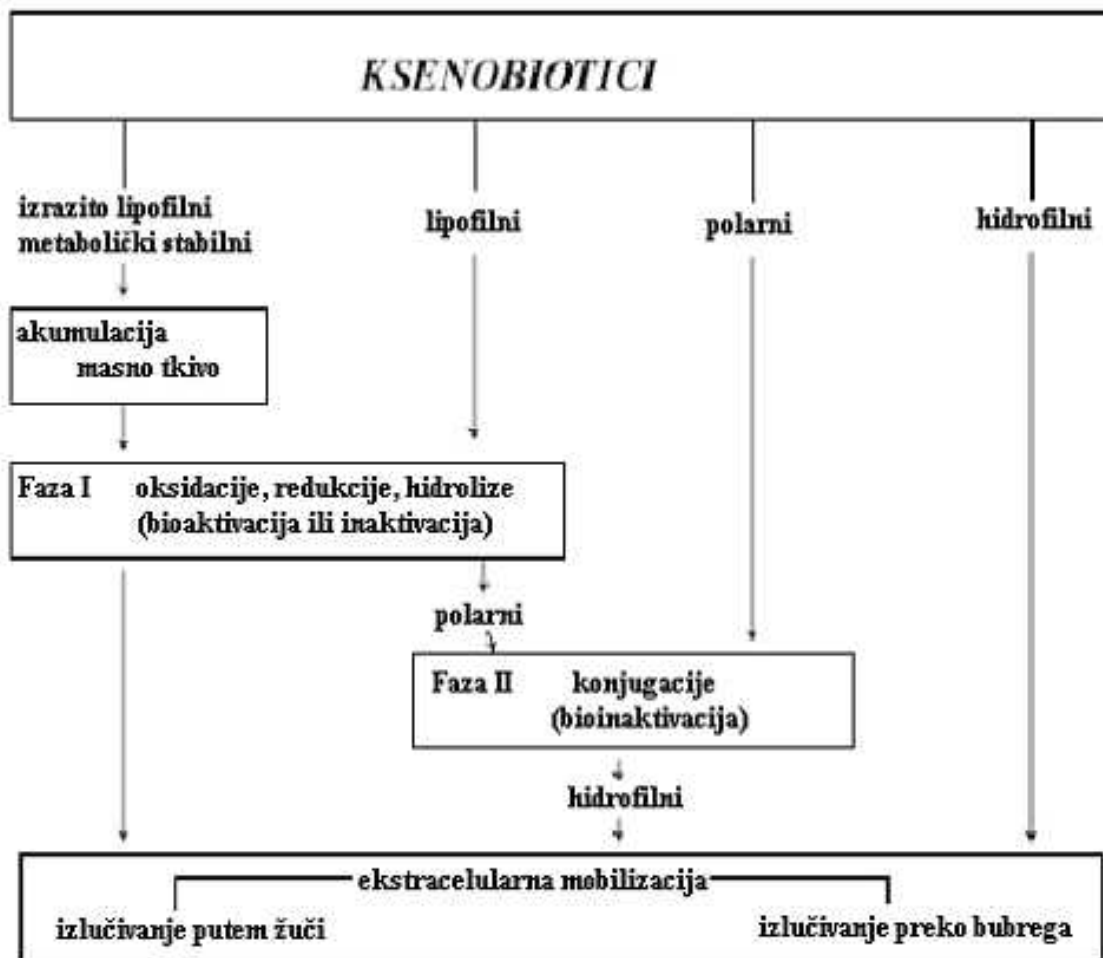 KSENOBIOTICI
izrazito lipofilni
metabolički stabilni
lipofilni
polarni
hidrofilni
akumulacija
masno tkivo
Faza I oksidacije, redukcije, hidrolize
(bioaktivacija ili inaktivacija)
polarni
Faza II konjugacije
(bioinaktivacija)
hidrofilni
ekstracelularna mobilizacija
izlučivanje putem žuči
izlučivanje preko bubrega